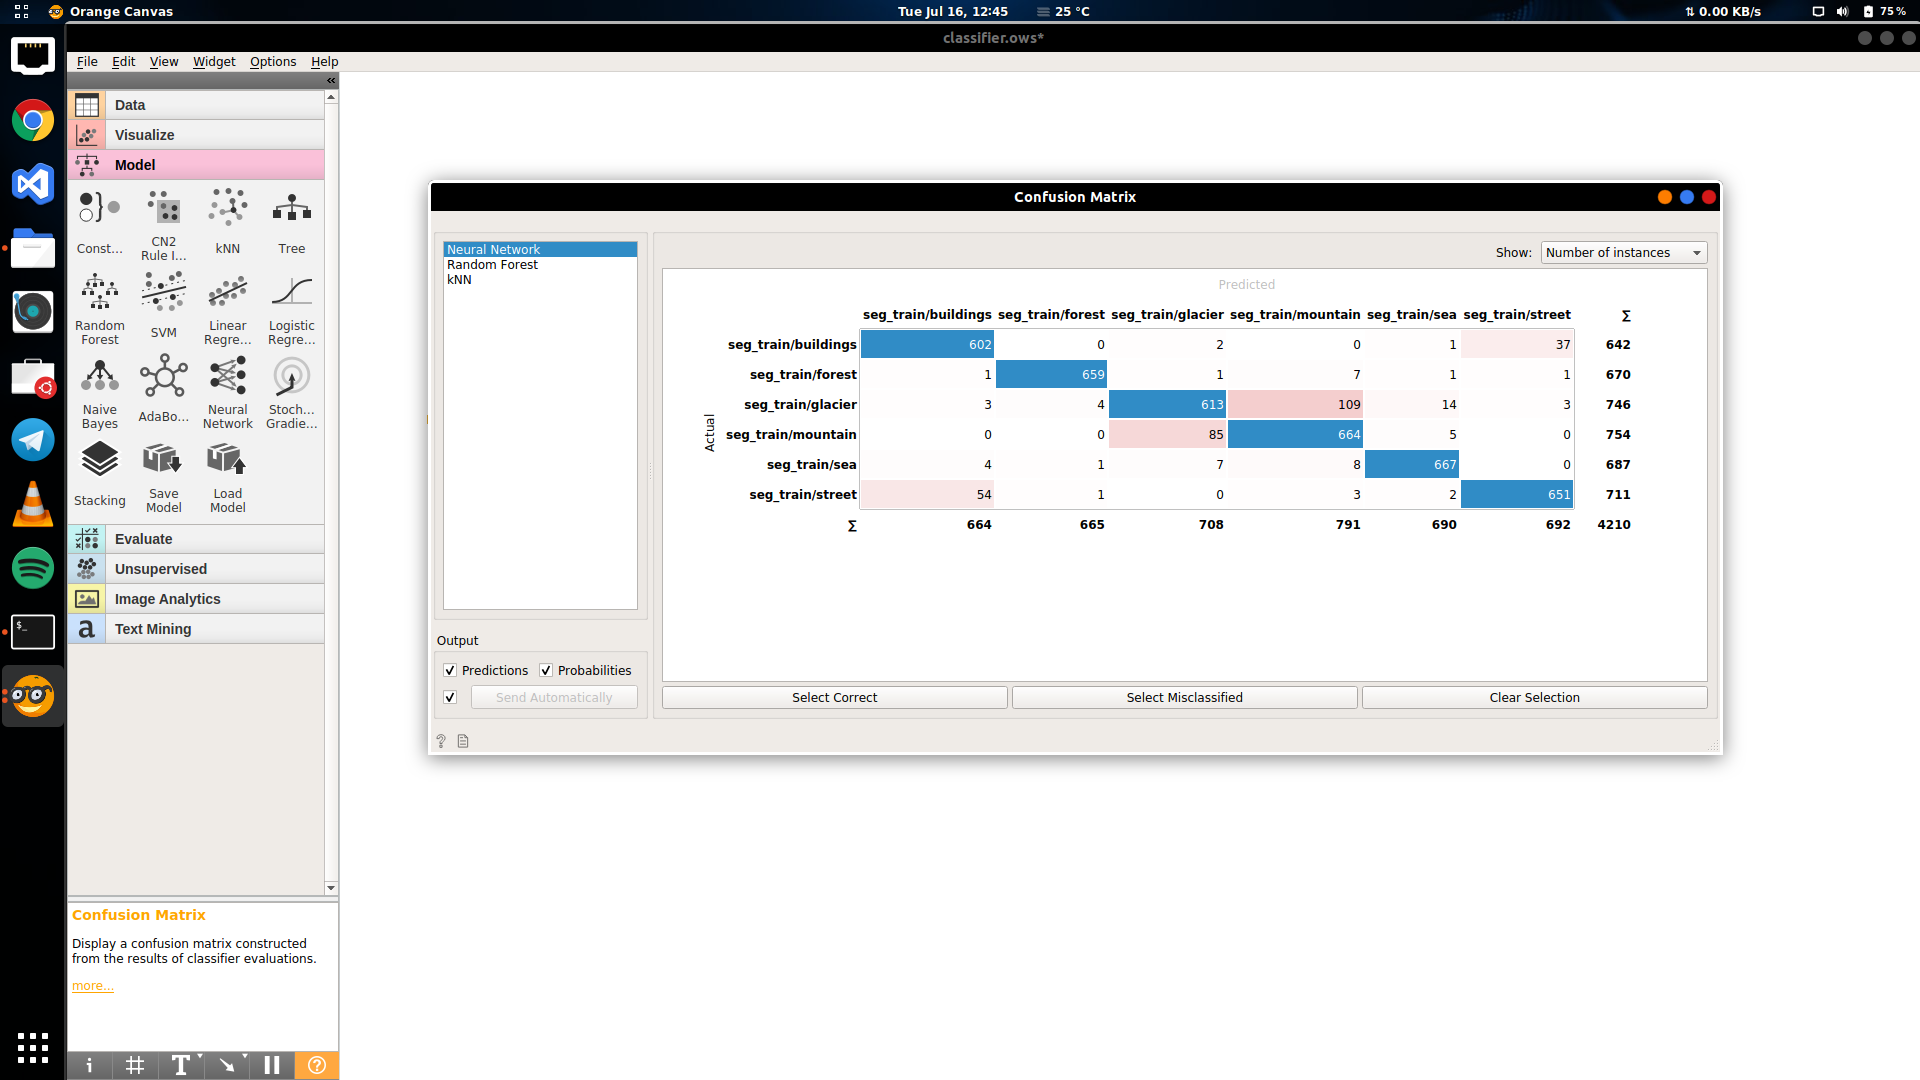 Orange Canvas
Tue Jul 16, 12:45
25 °C
0.00 KB/s
75 %
classifier.ows*
File Edit View Widget Options Help
Data
Visualize
Model
Const...
CN2 Rule I...
kNN
Tree
Random Forest
SVM
Linear Regre...
Logistic Regre...
Naive Bayes
AdaBo...
Neural Network
Stoch... Gradie...
Stacking
Save Model
Load Model
Evaluate
Unsupervised
Image Analytics
a Text Mining
Confusion Matrix
Display a confusion matrix constructed
from the results of classifier evaluations.
more...
Confusion Matrix
Neural Network
Random Forest
kNN
Output
Predictions Probabilities
Send Automatically
Show: Number of instances
Predicted
seg_train/buildings seg_train/forest seg_train/glacier seg_train/mountain seg_train/sea seg_train/street Σ
Actual
seg_train/buildings 602 0 2 0 1 37 642
seg_train/forest 1 659 1 7 1 1 670
seg_train/glacier 3 4 613 109 14 3 746
seg_train/mountain 0 0 85 664 5 0 754
seg_train/sea 4 1 7 8 667 0 687
seg_train/street 54 1 0 3 2 651 711
Σ 664 665 708 791 690 692 4210
Select Correct Select Misclassified Clear Selection